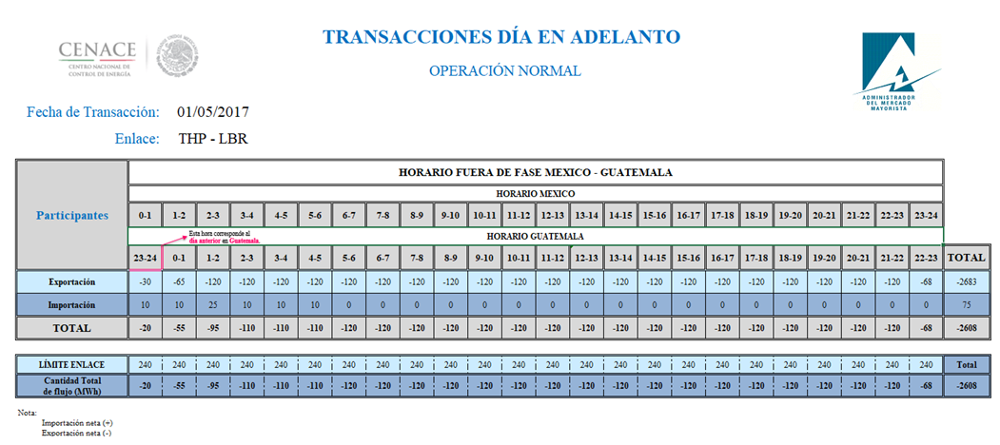 TRANSACCIONES DÍA EN ADELANTO
OPERACIÓN NORMAL
CENACE
CENTRO NACIONAL DE
CONTROL DE ENERGÍA
ADMINISTRADOR
DEL MERCADO
MAYORISTA
Fecha de Transacción: 01/05/2017
Enlace: THP - LBR
HORARIO FUERA DE FASE MEXICO - GUATEMALA
HORARIO MEXICO
Participantes 0-1 1-2 2-3 3-4 4-5 5-6 6-7 7-8 8-9 9-10 10-11 11-12 12-13 13-14 14-15 15-16 16-17 17-18 18-19 19-20 20-21 21-22 22-23 23-24
Esta hora corresponde al
día anterior en Guatemala.
HORARIO GUATEMALA
23-24 0-1 1-2 2-3 3-4 4-5 5-6 6-7 7-8 8-9 9-10 10-11 11-12 12-13 13-14 14-15 15-16 16-17 17-18 18-19 19-20 20-21 21-22 22-23 TOTAL
Exportación -30 -65 -120 -120 -120 -120 -120 -120 -120 -120 -120 -120 -120 -120 -120 -120 -120 -120 -120 -120 -120 -120 -120 -68 -2683
Importación 10 10 25 10 10 10 0 0 0 0 0 0 0 0 0 0 0 0 0 0 0 0 0 0 75
TOTAL -20 -55 -95 -110 -110 -110 -120 -120 -120 -120 -120 -120 -120 -120 -120 -120 -120 -120 -120 -120 -120 -120 -120 -68 -2608
LÍMITE ENLACE 240 240 240 240 240 240 240 240 240 240 240 240 240 240 240 240 240 240 240 240 240 240 240 240 Total
Cantidad Total
de flujo (MWh) -20 -55 -95 -110 -110 -110 -120 -120 -120 -120 -120 -120 -120 -120 -120 -120 -120 -120 -120 -120 -120 -120 -120 -68 -2608
Nota:
Importación neta (+)
Exportación neta (-)